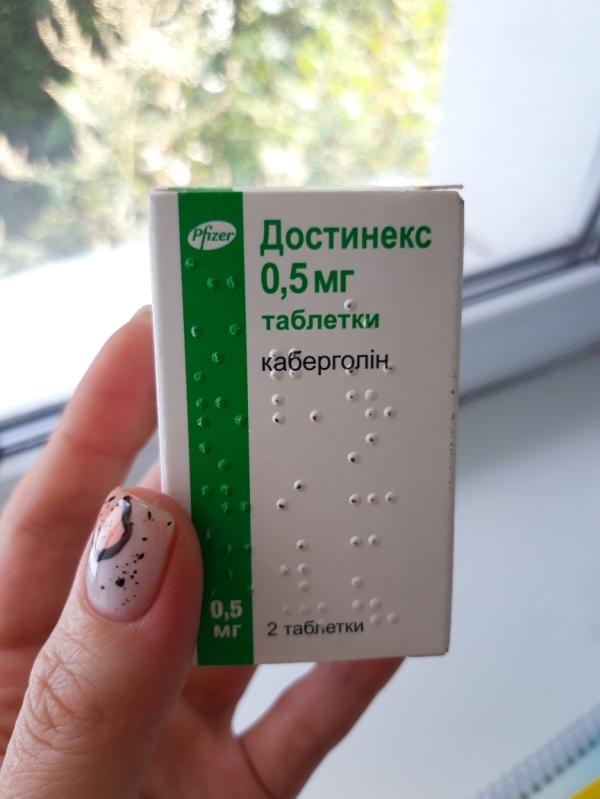 Pfizer
Достинекс
0,5 мг
таблетки
каберголін
0,5
мг
2 таблетки